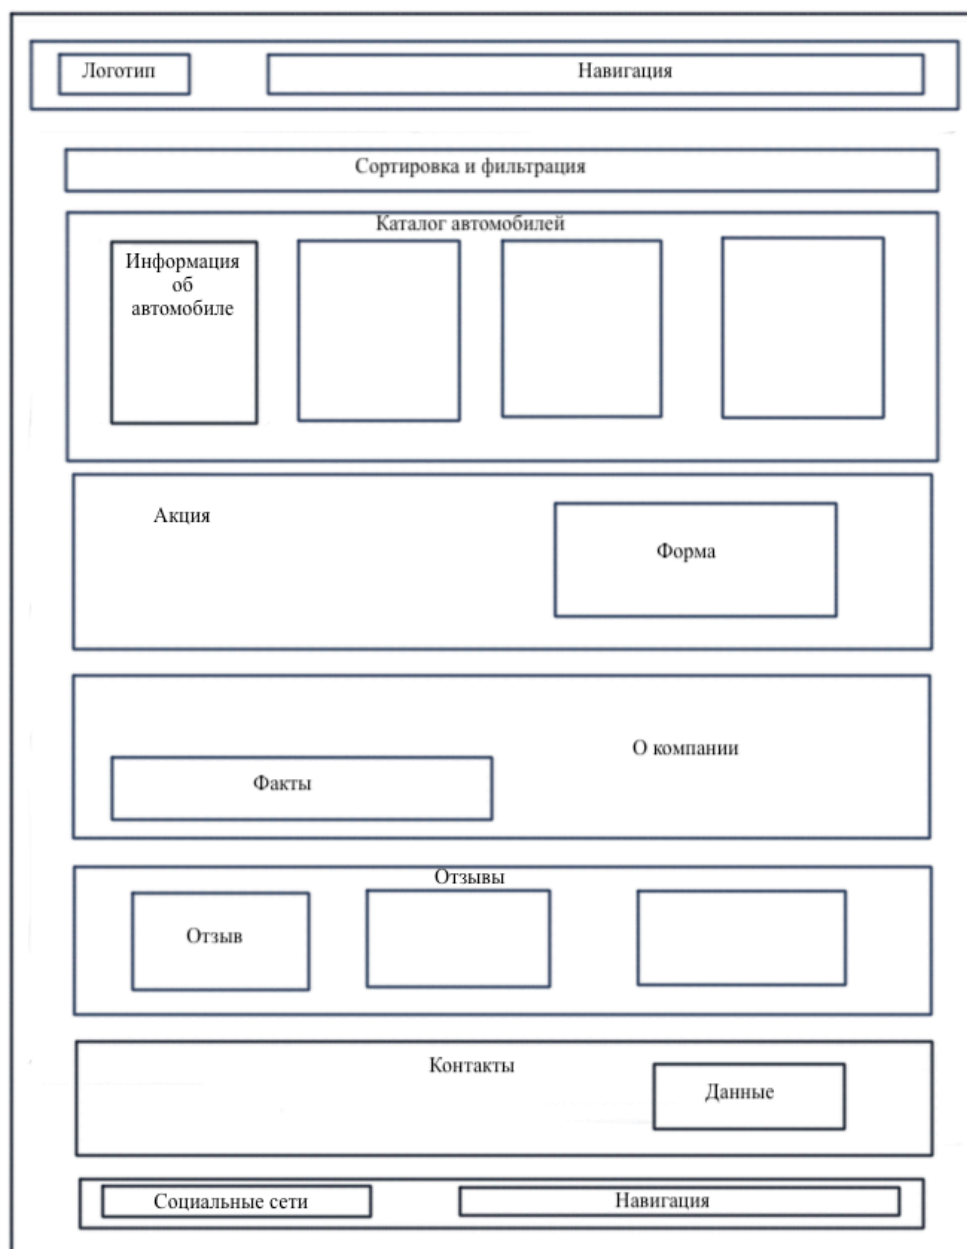 Логотип
Навигация
Сортировка и фильтрация
Каталог автомобилей
Информация
об
автомобиле
Акция
Форма
О компании
Факты
Отзывы
Отзыв
Контакты
Данные
Социальные сети
Навигация